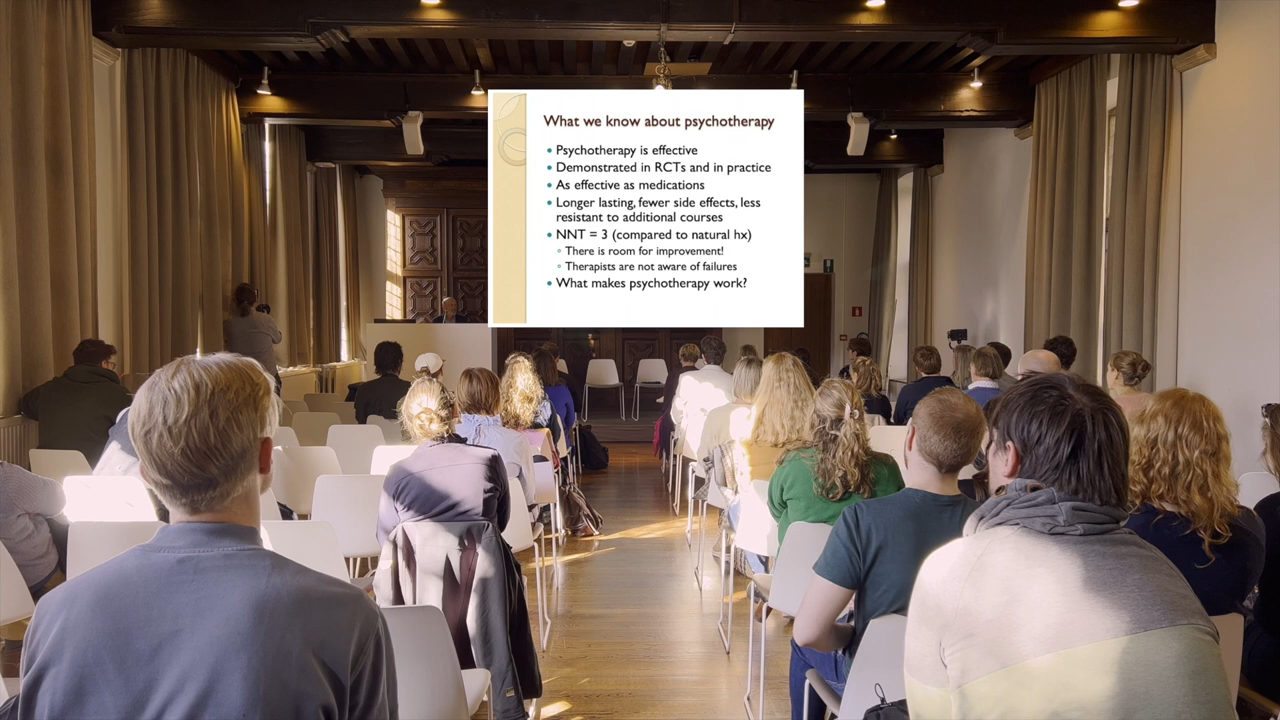 What we know about psychotherapy
• Psychotherapy is effective
• Demonstrated in RCTs and in practice
• As effective as medications
• Longer lasting, fewer side effects, less
resistant to additional courses
• NNT = 3 (compared to natural hx)
◦ There is room for improvement!
◦ Therapists are not aware of failures
• What makes psychotherapy work?